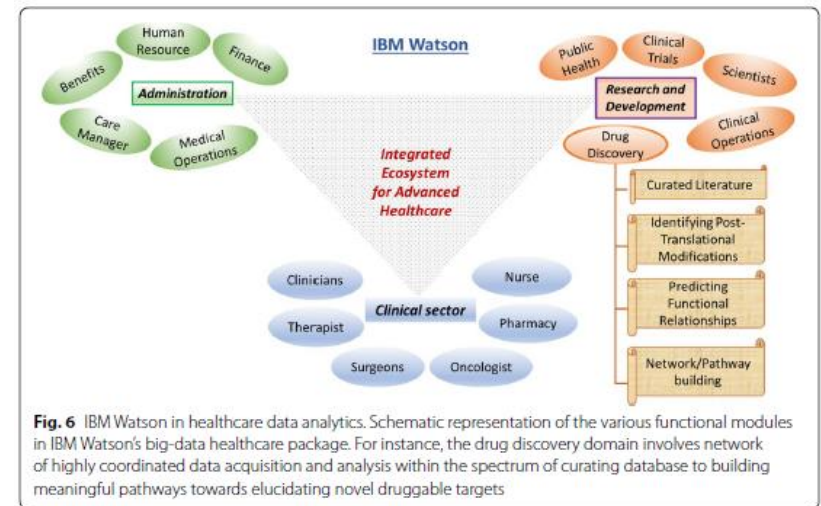 IBM Watson
Human
Resource
Finance
Benefits
Administration
Care
Manager
Medical
Operations
Public
Health
Clinical
Trials
Scientists
Research and
Development
Clinical
Operations
Drug
Discovery
Curated Literature
Identifying Post-
Translational
Modifications
Predicting
Functional
Relationships
Network/Pathway
building
Integrated
Ecosystem
for Advanced
Healthcare
Clinicians
Nurse
Clinical sector
Therapist
Pharmacy
Surgeons
Oncologist
Fig. 6 IBM Watson in healthcare data analytics. Schematic representation of the various functional modules
in IBM Watson's big-data healthcare package. For instance, the drug discovery domain involves network
of highly coordinated data acquisition and analysis within the spectrum of curating database to building
meaningful pathways towards elucidating novel druggable targets